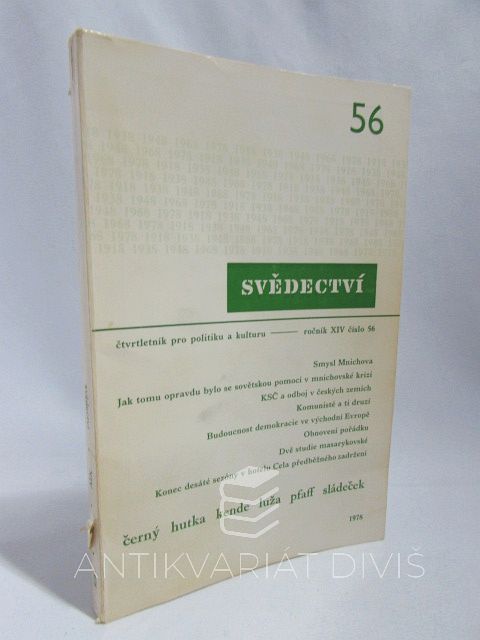 56
SVĚDECTVÍ
čtvrtletník pro politiku a kulturu — ročník XIV číslo 56
Smysl Mnichova
Jak tomu opravdu bylo se sovětskou pomocí v mnichovské krizi
KSČ a odboj v českých zemích
Komunisté a ti druzí
Budoucnost demokracie ve východní Evropě
Obnovení pořádku
Dvě studie masarykovské
Konec desáté sezóny v hotelu Cela předběžného zadržení
černý hutka kende luža pfaff sládeček
1976
ANTIKVARIÁT DIVIŠ